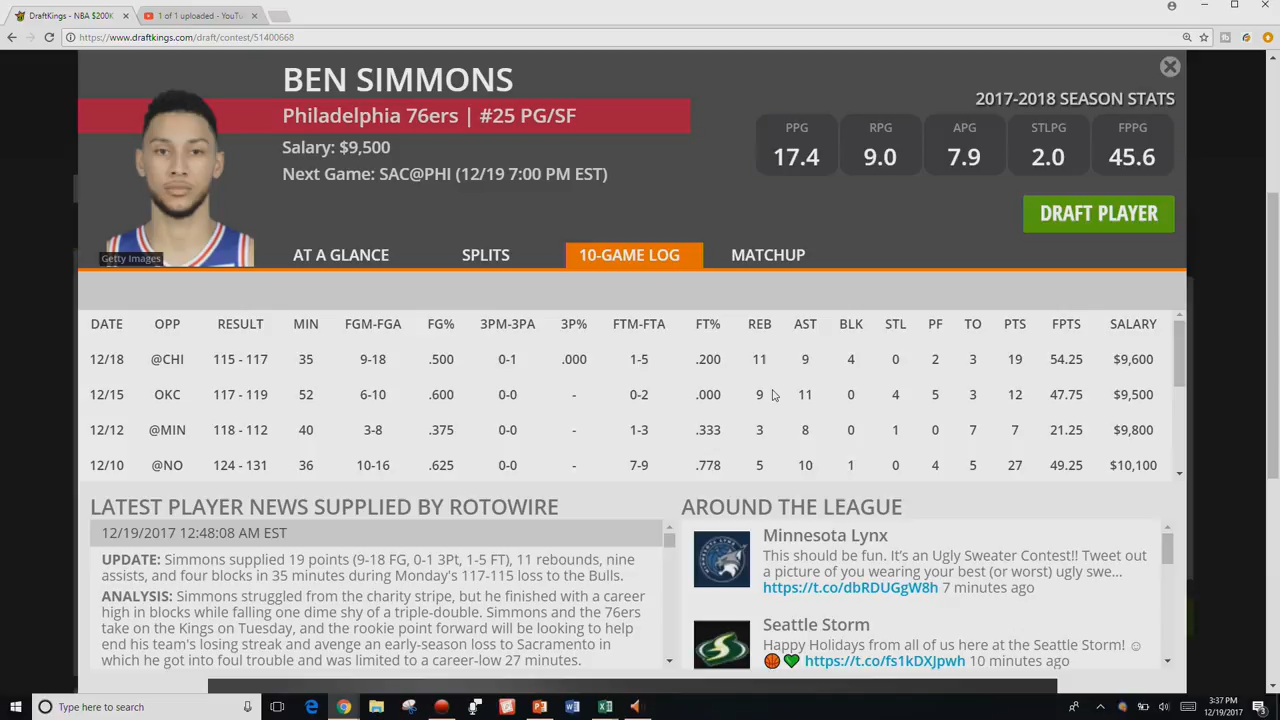 DraftKings - NBA $200K
1 of 1 uploaded - YouTu
https://www.draftkings.com/draft/contest/51400668
BEN SIMMONS
Philadelphia 76ers | #25 PG/SF
Salary: $9,500
Next Game: SAC@PHI (12/19 7:00 PM EST)
Getty Images
2017-2018 SEASON STATS
PPG RPG APG STLPG FPPG
17.4 9.0 7.9 2.0 45.6
DRAFT PLAYER
AT A GLANCE SPLITS 10-GAME LOG MATCHUP
DATE OPP RESULT MIN FGM-FGA FG% 3PM-3PA 3P% FTM-FTA FT% REB AST BLK STL PF TO PTS FPTS SALARY
12/18 @CHI 115 - 117 35 9-18 .500 0-1 .000 1-5 .200 11 9 4 0 2 3 19 54.25 $9,600
12/15 OKC 117 - 119 52 6-10 .600 0-0 - 0-2 .000 9 11 0 4 5 3 12 47.75 $9,500
12/12 @MIN 118 - 112 40 3-8 .375 0-0 - 1-3 .333 3 8 0 1 0 7 7 21.25 $9,800
12/10 @NO 124 - 131 36 10-16 .625 0-0 - 7-9 .778 5 10 1 0 4 5 27 49.25 $10,100
LATEST PLAYER NEWS SUPPLIED BY ROTOWIRE
12/19/2017 12:48:08 AM EST
UPDATE: Simmons supplied 19 points (9-18 FG, 0-1 3Pt, 1-5 FT), 11 rebounds, nine
assists, and four blocks in 35 minutes during Monday's 117-115 loss to the Bulls.
ANALYSIS: Simmons struggled from the charity stripe, but he finished with a career
high in blocks while falling one dime shy of a triple-double. Simmons and the 76ers
take on the Kings on Tuesday, and the rookie point forward will be looking to help
end his team's losing streak and avenge an early-season loss to Sacramento in
which he got into foul trouble and was limited to a career-low 27 minutes.
AROUND THE LEAGUE
Minnesota Lynx
This should be fun. It's an Ugly Sweater Contest!! Tweet out
a picture of you wearing your best (or worst) ugly swe...
https://t.co/dbRDUGgW8h 7 minutes ago
Seattle Storm
Happy Holidays from all of us here at the Seattle Storm! ☺
🏀💚 https://t.co/fs1kDXJpwh 10 minutes ago
Type here to search
3:37 PM
12/19/2017